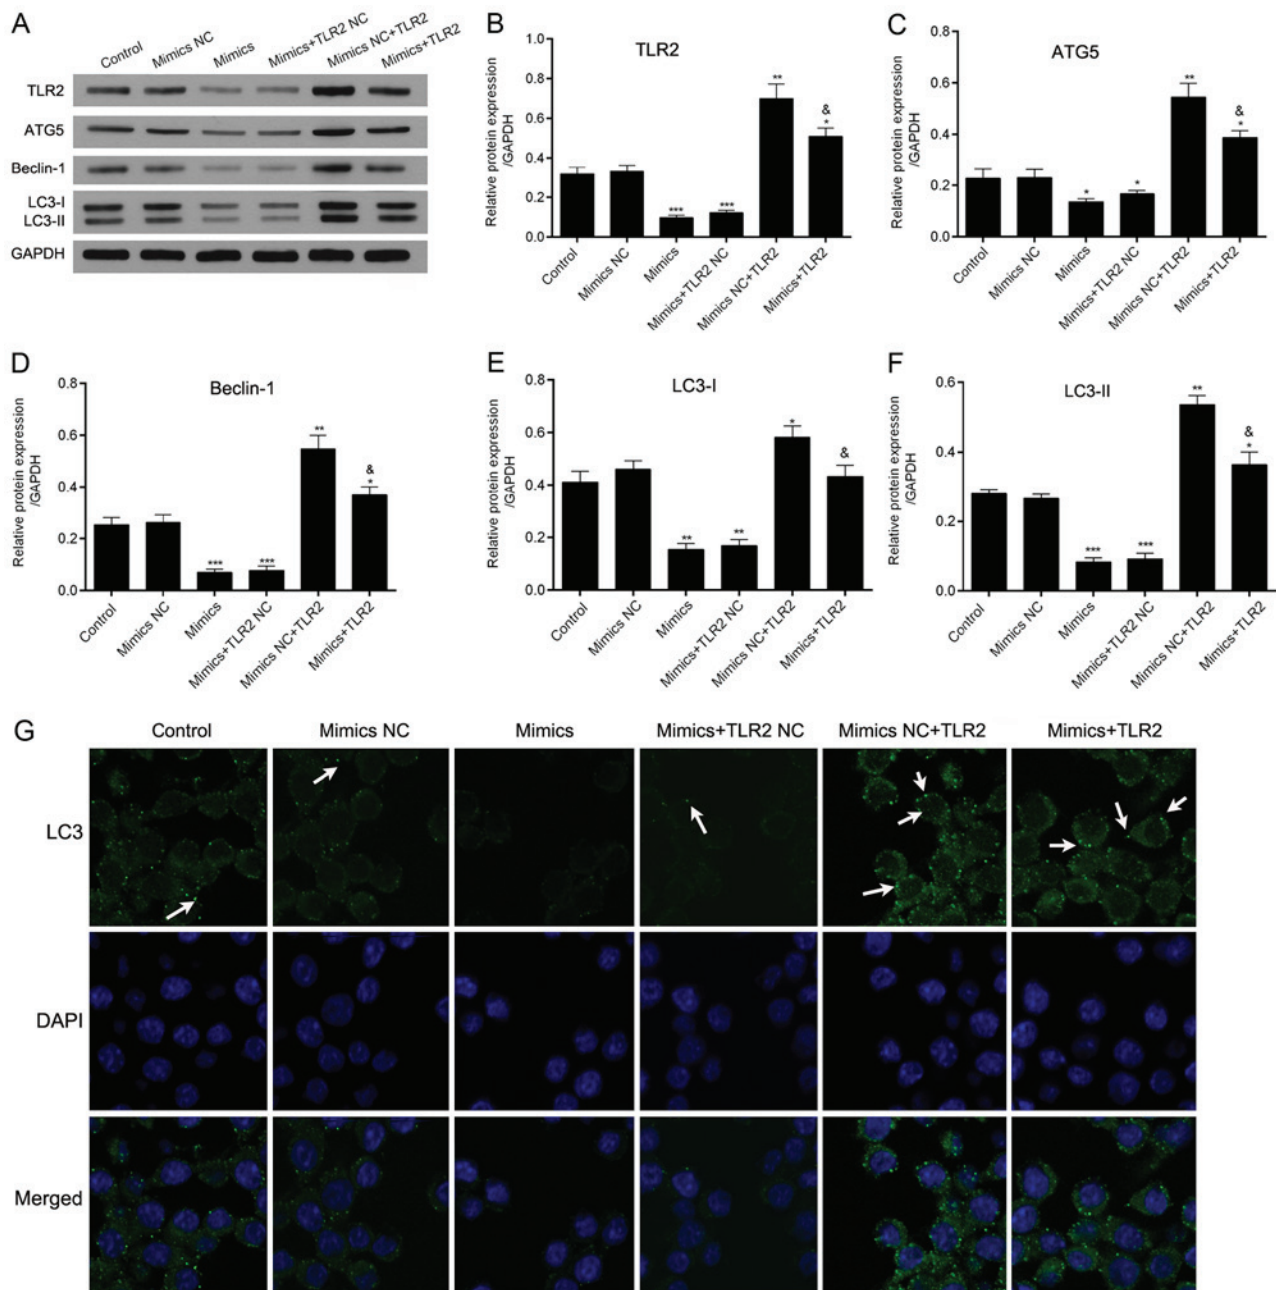 A
Control
Mimics NC
Mimics
Mimics+TLR2 NC
Mimics NC+TLR2
Mimics+TLR2
TLR2
ATG5
Beclin-1
LC3-I
LC3-II
GAPDH
B
TLR2
Relative protein expression
/GAPDH
1.0
0.8
0.6
0.4
0.2
0.0
***
***
**
&
*
Control
Mimics NC
Mimics
Mimics+TLR2 NC
Mimics NC+TLR2
Mimics+TLR2
C
ATG5
Relative protein expression
/GAPDH
0.8
0.6
0.4
0.2
0.0
*
*
**
&
*
Control
Mimics NC
Mimics
Mimics+TLR2 NC
Mimics NC+TLR2
Mimics+TLR2
D
Beclin-1
Relative protein expression
/GAPDH
0.8
0.6
0.4
0.2
0.0
***
***
**
&
*
Control
Mimics NC
Mimics
Mimics+TLR2 NC
Mimics NC+TLR2
Mimics+TLR2
E
LC3-I
Relative protein expression
/GAPDH
0.8
0.6
0.4
0.2
0.0
**
**
*
&
Control
Mimics NC
Mimics
Mimics+TLR2 NC
Mimics NC+TLR2
Mimics+TLR2
F
LC3-II
Relative protein expression
/GAPDH
0.6
0.4
0.2
0.0
***
***
**
&
*
Control
Mimics NC
Mimics
Mimics+TLR2 NC
Mimics NC+TLR2
Mimics+TLR2
G
Control
Mimics NC
Mimics
Mimics+TLR2 NC
Mimics NC+TLR2
Mimics+TLR2
LC3
DAPI
Merged